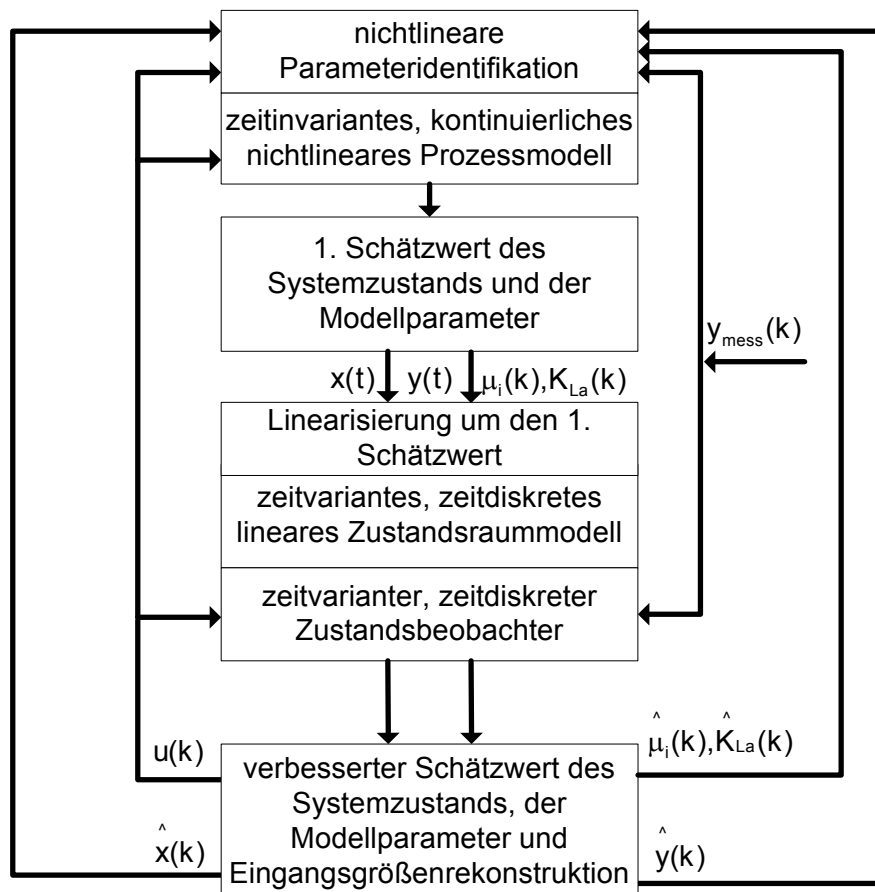 nichtlineare
Parameteridentifikation
zeitinvariantes, kontinuierliches
nichtlineares Prozessmodell
1. Schätzwert des
Systemzustands und der
Modellparameter
y_mess(k)
x(t) y(t) μ_i(k),K_La(k)
Linearisierung um den 1.
Schätzwert
zeitvariantes, zeitdiskretes
lineares Zustandsraummodell
zeitvarianter, zeitdiskreter
Zustandsbeobachter
u(k)
μ̂_i(k),K̂_La(k)
verbesserter Schätzwert des
Systemzustands, der
Modellparameter und
Eingangsgrößenrekonstruktion
x̂(k)
ŷ(k)